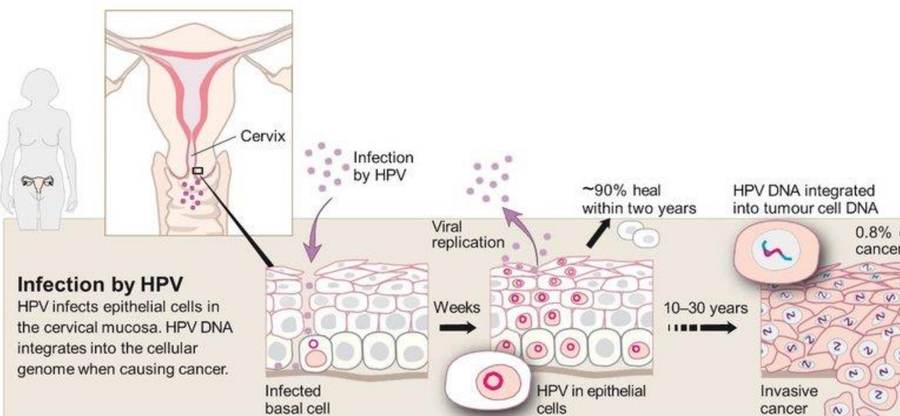 Cervix
Infection
by HPV
~90% heal
within two years
HPV DNA integrated
into tumour cell DNA
0.8%
cancer
Viral
replication
Infection by HPV
HPV infects epithelial cells in
the cervical mucosa. HPV DNA
integrates into the cellular
genome when causing cancer.
Weeks
10–30 years
Infected
basal cell
HPV in epithelial
cells
Invasive
cancer